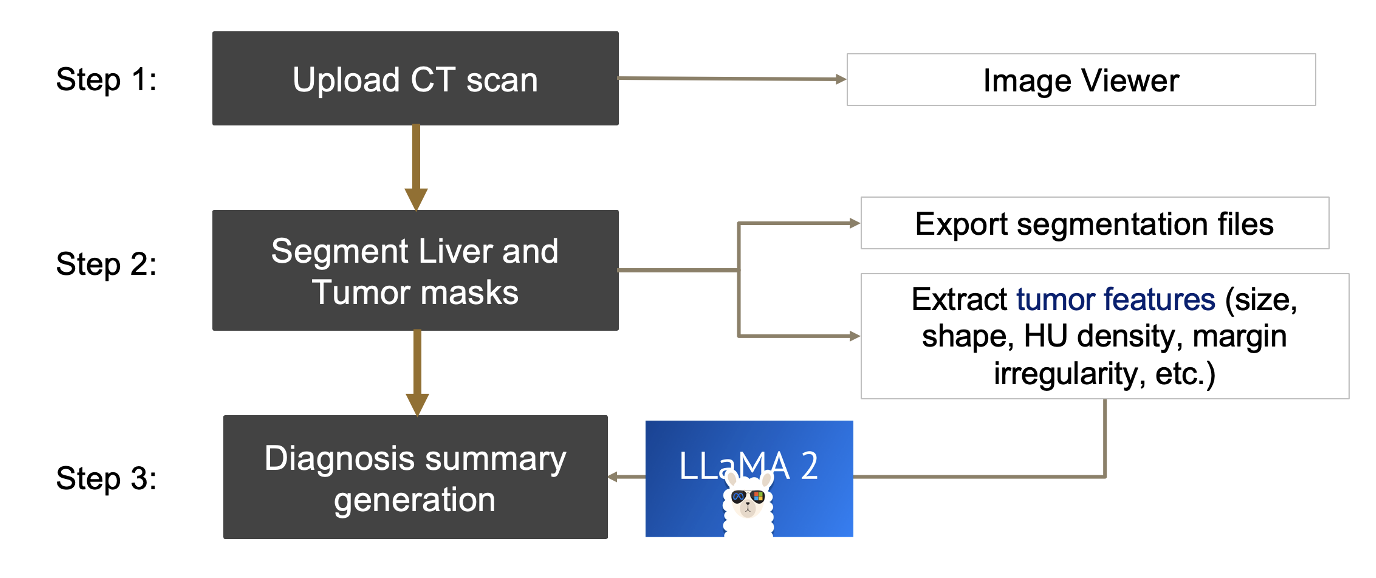 Step 1:
Upload CT scan
Image Viewer
Step 2:
Segment Liver and
Tumor masks
Export segmentation files
Extract tumor features (size,
shape, HU density, margin
irregularity, etc.)
Step 3:
Diagnosis summary
generation
LLaMA 2